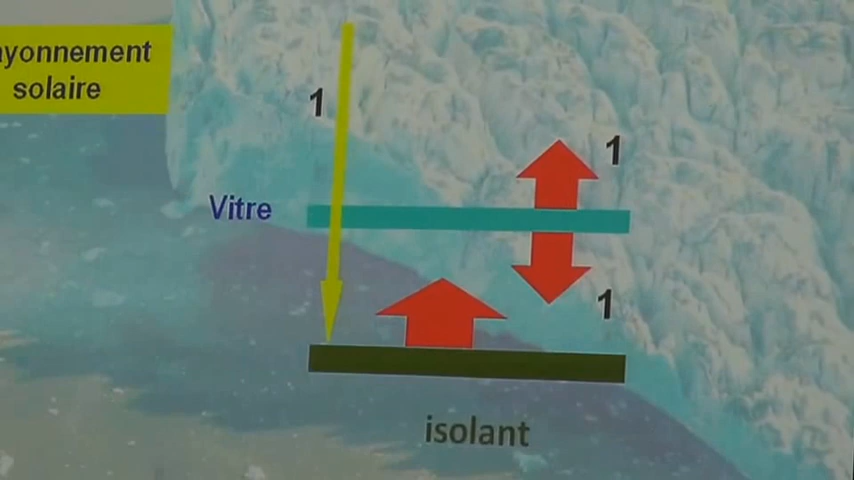 ayonnement
solaire
1
1
Vitre
1
isolant